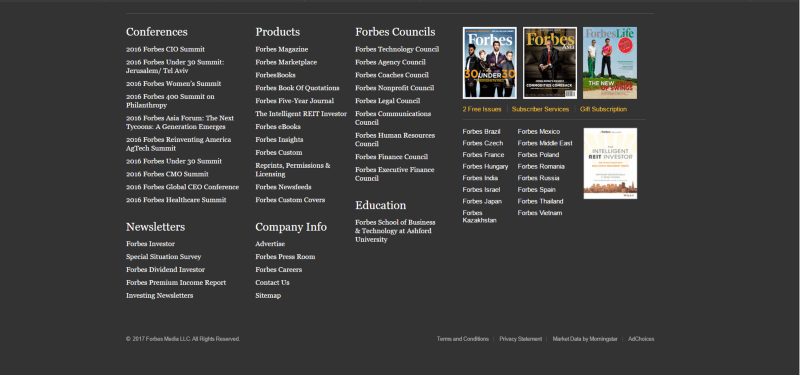 Conferences
2016 Forbes CIO Summit
2016 Forbes Under 30 Summit:
Jerusalem/ Tel Aviv
2016 Forbes Women's Summit
2016 Forbes 400 Summit on
Philanthropy
2016 Forbes Asia Forum: The Next
Tycoons: A Generation Emerges
2016 Forbes Reinventing America
AgTech Summit
2016 Forbes Under 30 Summit
2016 Forbes CMO Summit
2016 Forbes Global CEO Conference
2016 Forbes Healthcare Summit
Newsletters
Forbes Investor
Special Situation Survey
Forbes Dividend Investor
Forbes Premium Income Report
Investing Newsletters
Products
Forbes Magazine
Forbes Marketplace
ForbesBooks
Forbes Book Of Quotations
Forbes Five-Year Journal
The Intelligent REIT Investor
Forbes eBooks
Forbes Insights
Forbes Custom
Reprints, Permissions &
Licensing
Forbes Newsfeeds
Forbes Custom Covers
Company Info
Advertise
Forbes Press Room
Forbes Careers
Contact Us
Sitemap
Forbes Councils
Forbes Technology Council
Forbes Agency Council
Forbes Coaches Council
Forbes Nonprofit Council
Forbes Legal Council
Forbes Communications
Council
Forbes Human Resources
Council
Forbes Finance Council
Forbes Executive Finance
Council
Education
Forbes School of Business
& Technology at Ashford
University
Forbes
30 UNDER 30
Forbes
Asia
COMMODITIES COMEBACK
ForbesLife
THE NEW
OF SWINGS
2 Free Issues
Subscriber Services
Gift Subscription
Forbes Brazil
Forbes Czech
Forbes France
Forbes Hungary
Forbes India
Forbes Israel
Forbes Japan
Forbes
Kazakhstan
Forbes Mexico
Forbes Middle East
Forbes Poland
Forbes Romania
Forbes Russia
Forbes Spain
Forbes Thailand
Forbes Vietnam
THE
INTELLIGENT
REIT INVESTOR
WILEY
© 2017 Forbes Media LLC. All Rights Reserved.
Terms and Conditions
Privacy Statement
Market Data by Morningstar
AdChoices